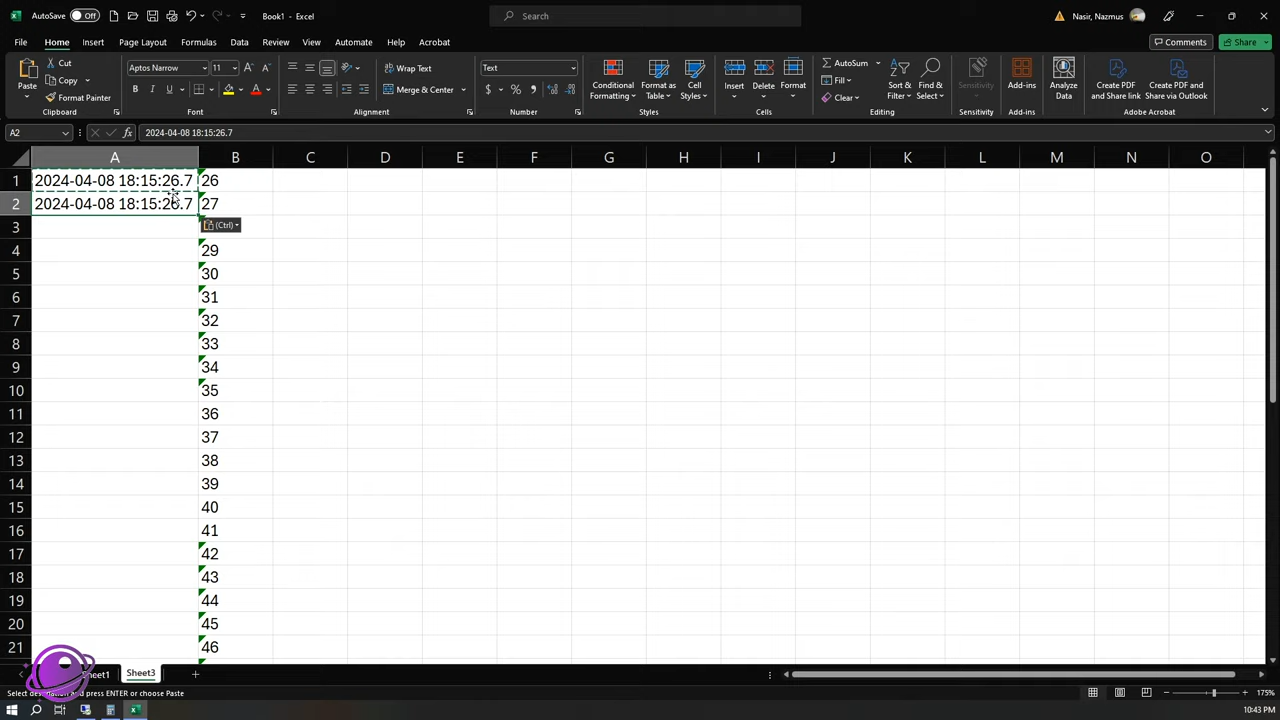 AutoSave Off Book1 - Excel Search Nasir, Nazmus
File Home Insert Page Layout Formulas Data Review View Automate Help Acrobat Comments Share
Cut Aptos Narrow 11 Wrap Text Text AutoSum
Copy Fill
Paste Format Painter B I U A Merge & Center $ % Conditional Formatting Format as Table Cell Styles Insert Delete Format Clear Sort & Filter Find & Select Sensitivity Add-ins Analyze Data Create PDF and Share link Create PDF and Share via Outlook
Clipboard Font Alignment Number Styles Cells Editing Sensitivity Add-ins Adobe Acrobat
A2 fx 2024-04-08 18:15:26.7
A B C D E F G H I J K L M N O
1 2024-04-08 18:15:26.7 26
2 2024-04-08 18:15:26.7 27
3 (Ctrl)
4 29
5 30
6 31
7 32
8 33
9 34
10 35
11 36
12 37
13 38
14 39
15 40
16 41
17 42
18 43
19 44
20 45
21 46
Sheet3
Select destination and press ENTER or choose Paste 175%
10:43 PM